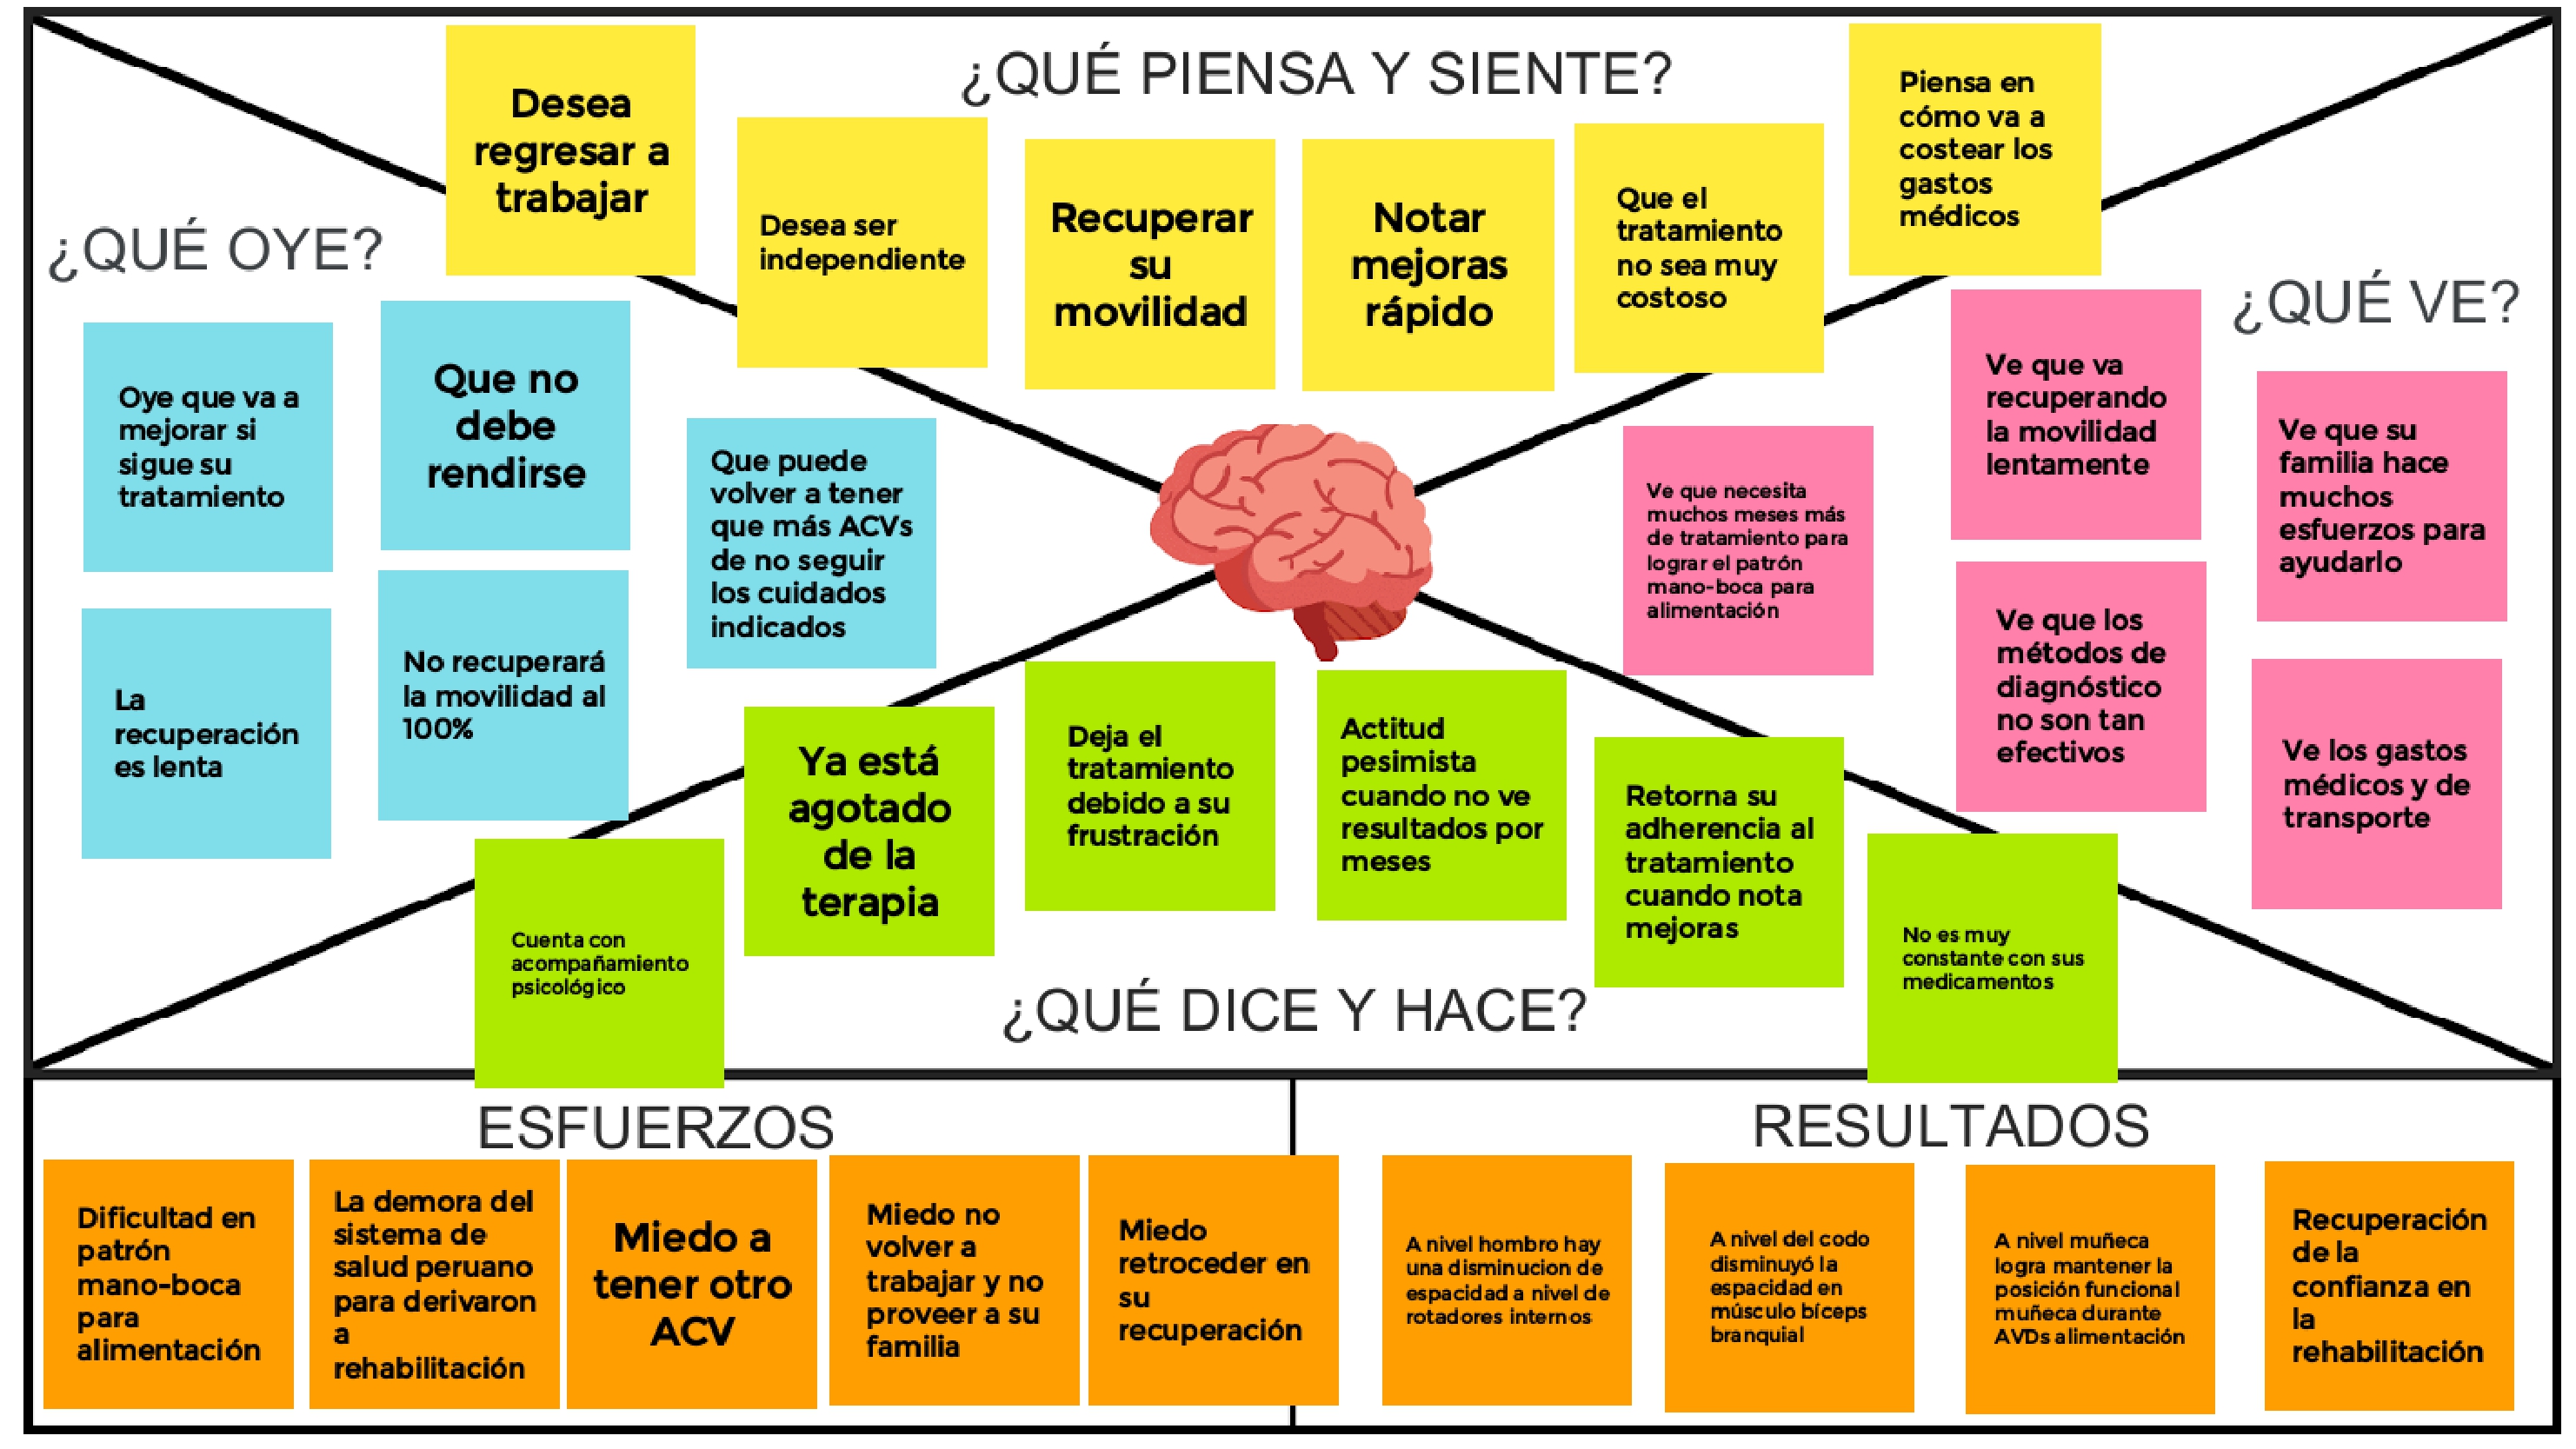 ¿QUÉ PIENSA Y SIENTE?
Desea
regresar a
trabajar
Desea ser
independiente
Recuperar
su
movilidad
Notar
mejoras
rápido
Que el
tratamiento
no sea muy
costoso
Piensa en
cómo va a
costear los
gastos
médicos
¿QUÉ OYE?
Oye que va a
mejorar si
sigue su
tratamiento
Que no
debe
rendirse
Que puede
volver a tener
que más ACVs
de no seguir
los cuidados
indicados
La
recuperación
es lenta
No recuperará
la movilidad al
100%
¿QUÉ VE?
Ve que necesita
muchos meses más
de tratamiento para
lograr el patrón
mano-boca para
alimentación
Ve que va
recuperando
la movilidad
lentamente
Ve que su
familia hace
muchos
esfuerzos para
ayudarlo
Ve que los
métodos de
diagnóstico
no son tan
efectivos
Ve los gastos
médicos y de
transporte
Cuenta con
acompañamiento
psicológico
Ya está
agotado
de la
terapia
Deja el
tratamiento
debido a su
frustración
Actitud
pesimista
cuando no ve
resultados por
meses
Retorna su
adherencia al
tratamiento
cuando nota
mejoras
No es muy
constante con sus
medicamentos
¿QUÉ DICE Y HACE?
ESFUERZOS
Dificultad en
patrón
mano-boca
para
alimentación
La demora del
sistema de
salud peruano
para derivaron
a
rehabilitación
Miedo a
tener otro
ACV
Miedo no
volver a
trabajar y no
proveer a su
familia
Miedo
retroceder en
su
recuperación
RESULTADOS
A nivel hombro hay
una disminucion de
espacidad a nivel de
rotadores internos
A nivel del codo
disminuyó la
espacidad en
músculo bíceps
branquial
A nivel muñeca
logra mantener la
posición funcional
muñeca durante
AVDs alimentación
Recuperación
de la
confianza en
la
rehabilitación